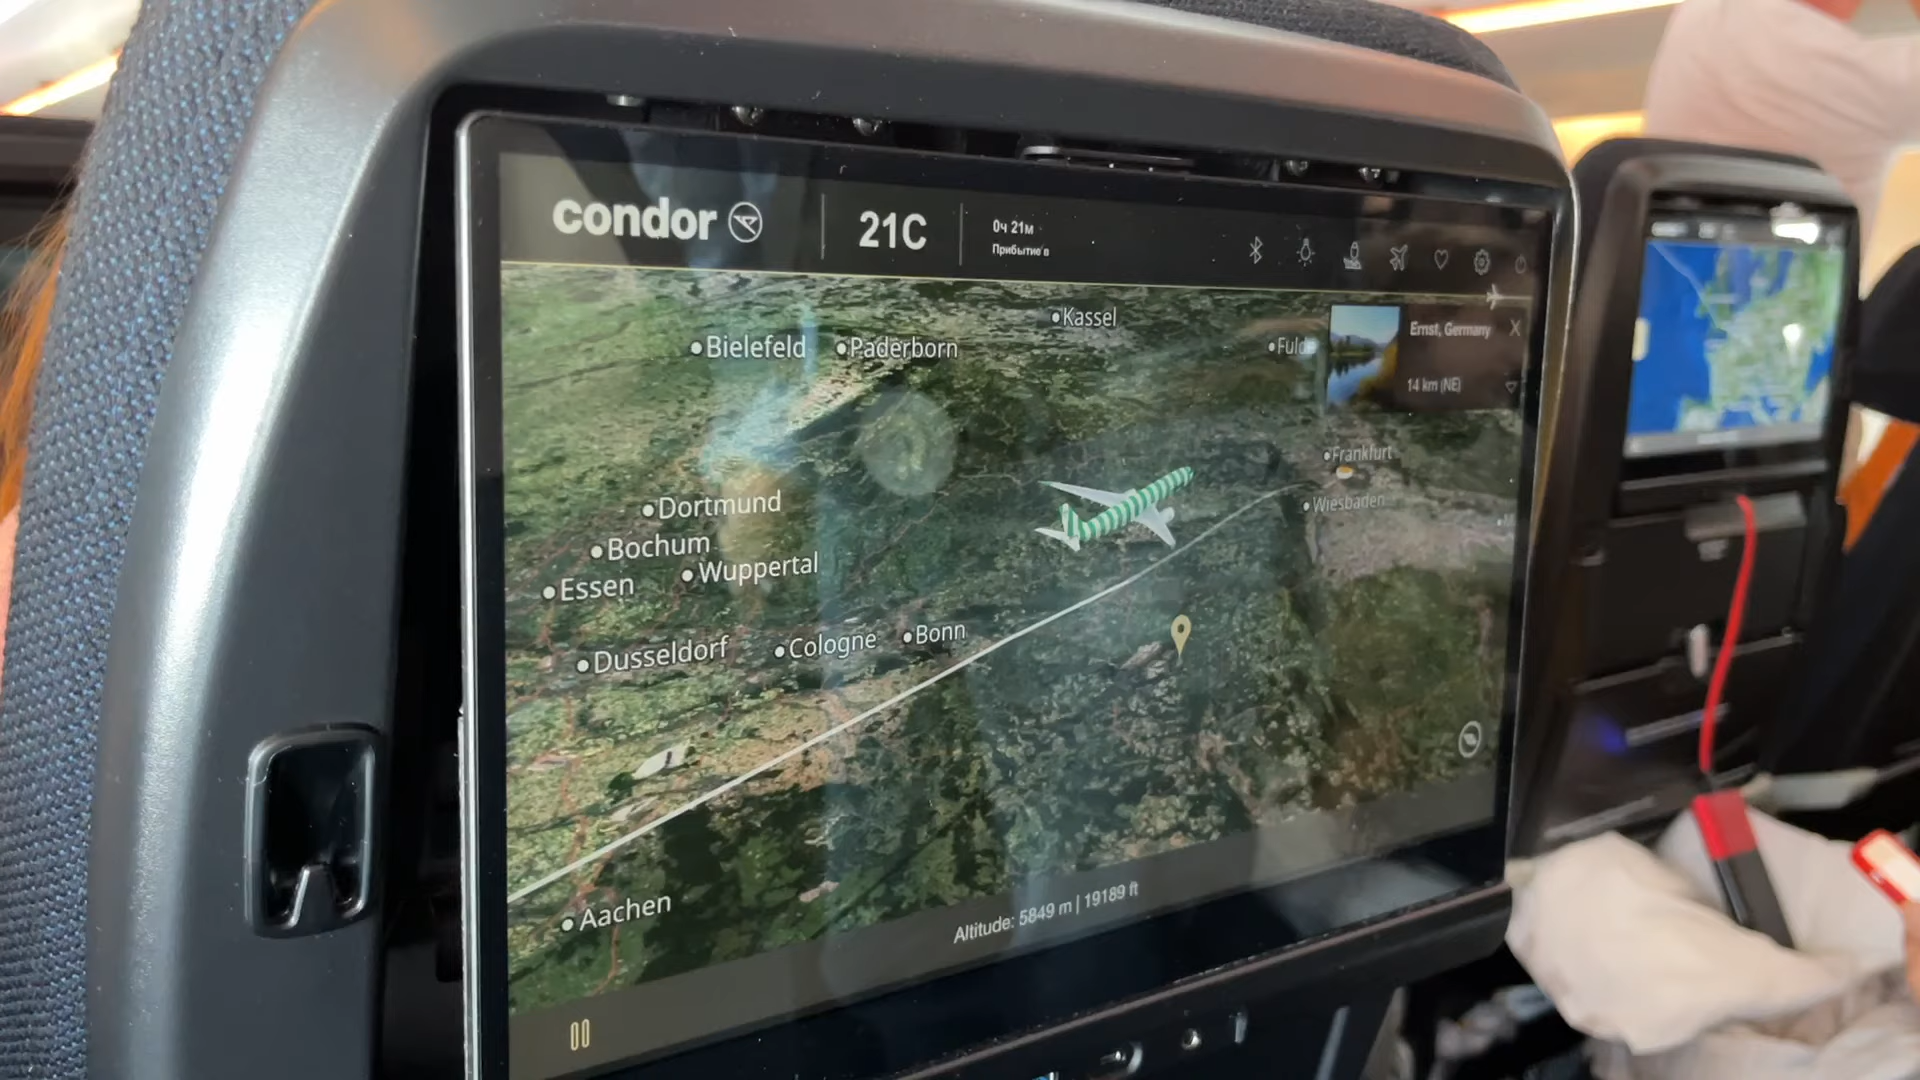 condor
21C
0ч 21м
Прибытие в
Kassel
Bielefeld
Paderborn
Ernst, Germany
14 km (NE)
Frankfurt
Wiesbaden
Dortmund
Bochum
Wuppertal
Essen
Dusseldorf
Cologne
Bonn
Aachen
Altitude: 5849 m | 19189 ft